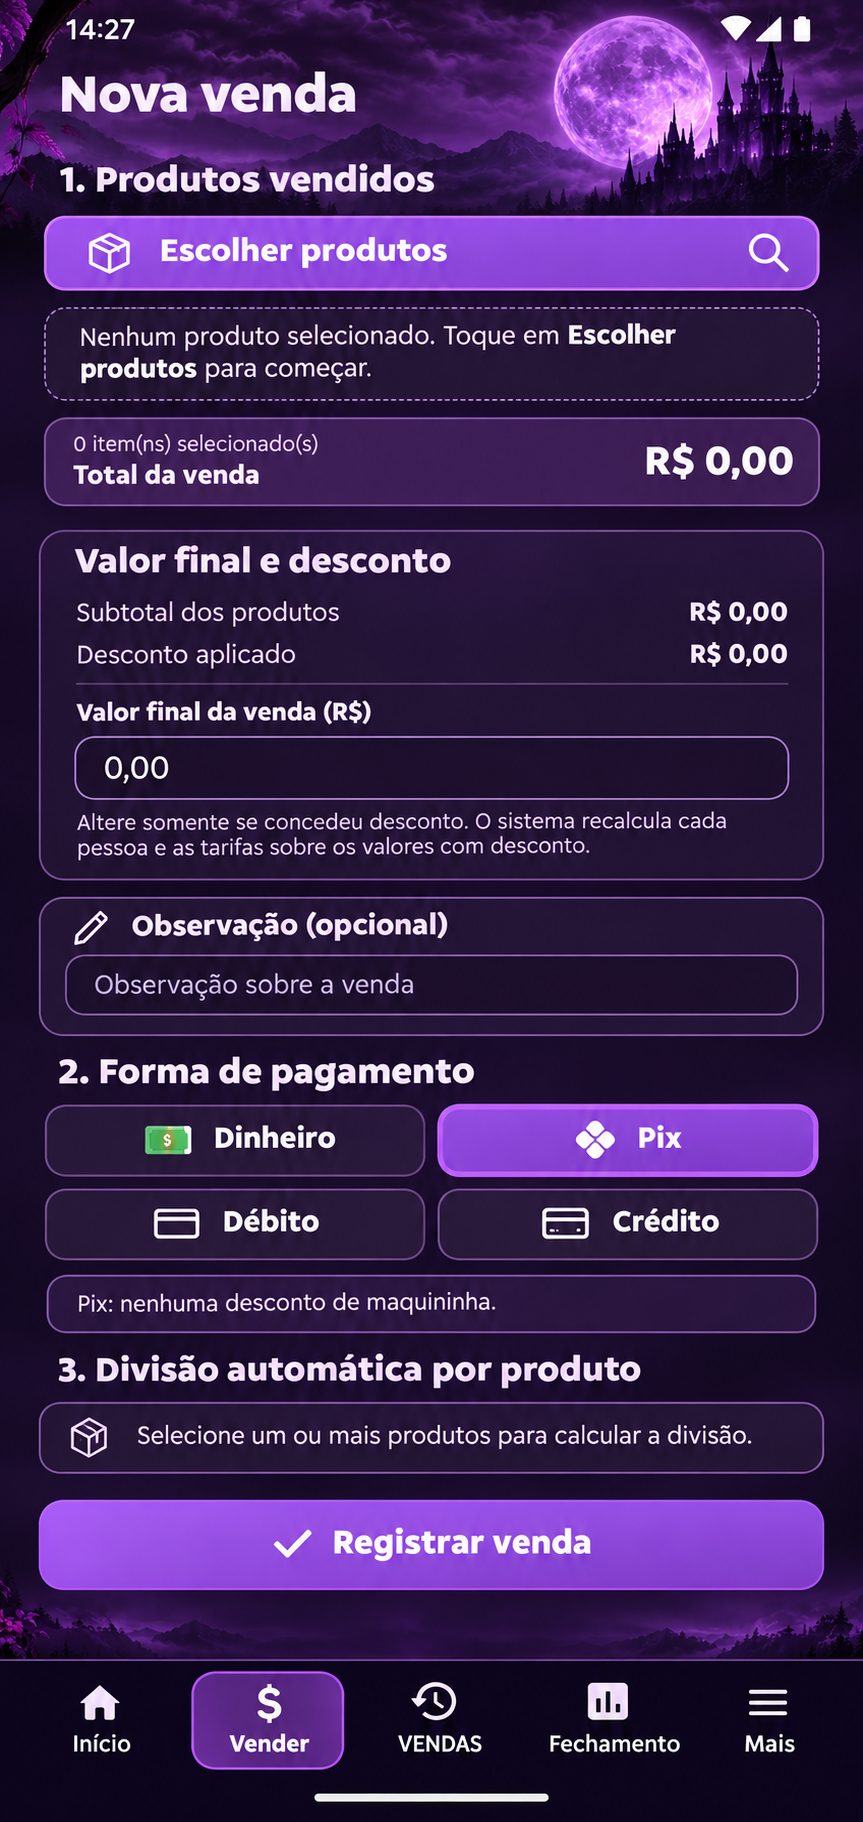 14:27
Nova venda
1. Produtos vendidos
Escolher produtos
Nenhum produto selecionado. Toque em Escolher
produtos para começar.
0 item(ns) selecionado(s)
Total da venda
R$ 0,00
Valor final e desconto
Subtotal dos produtos R$ 0,00
Desconto aplicado R$ 0,00
Valor final da venda (R$)
0,00
Altere somente se concedeu desconto. O sistema recalcula cada
pessoa e as tarifas sobre os valores com desconto.
Observação (opcional)
Observação sobre a venda
2. Forma de pagamento
Dinheiro
Pix
Débito
Crédito
Pix: nenhuma desconto de maquininha.
3. Divisão automática por produto
Selecione um ou mais produtos para calcular a divisão.
Registrar venda
Início
Vender
VENDAS
Fechamento
Mais